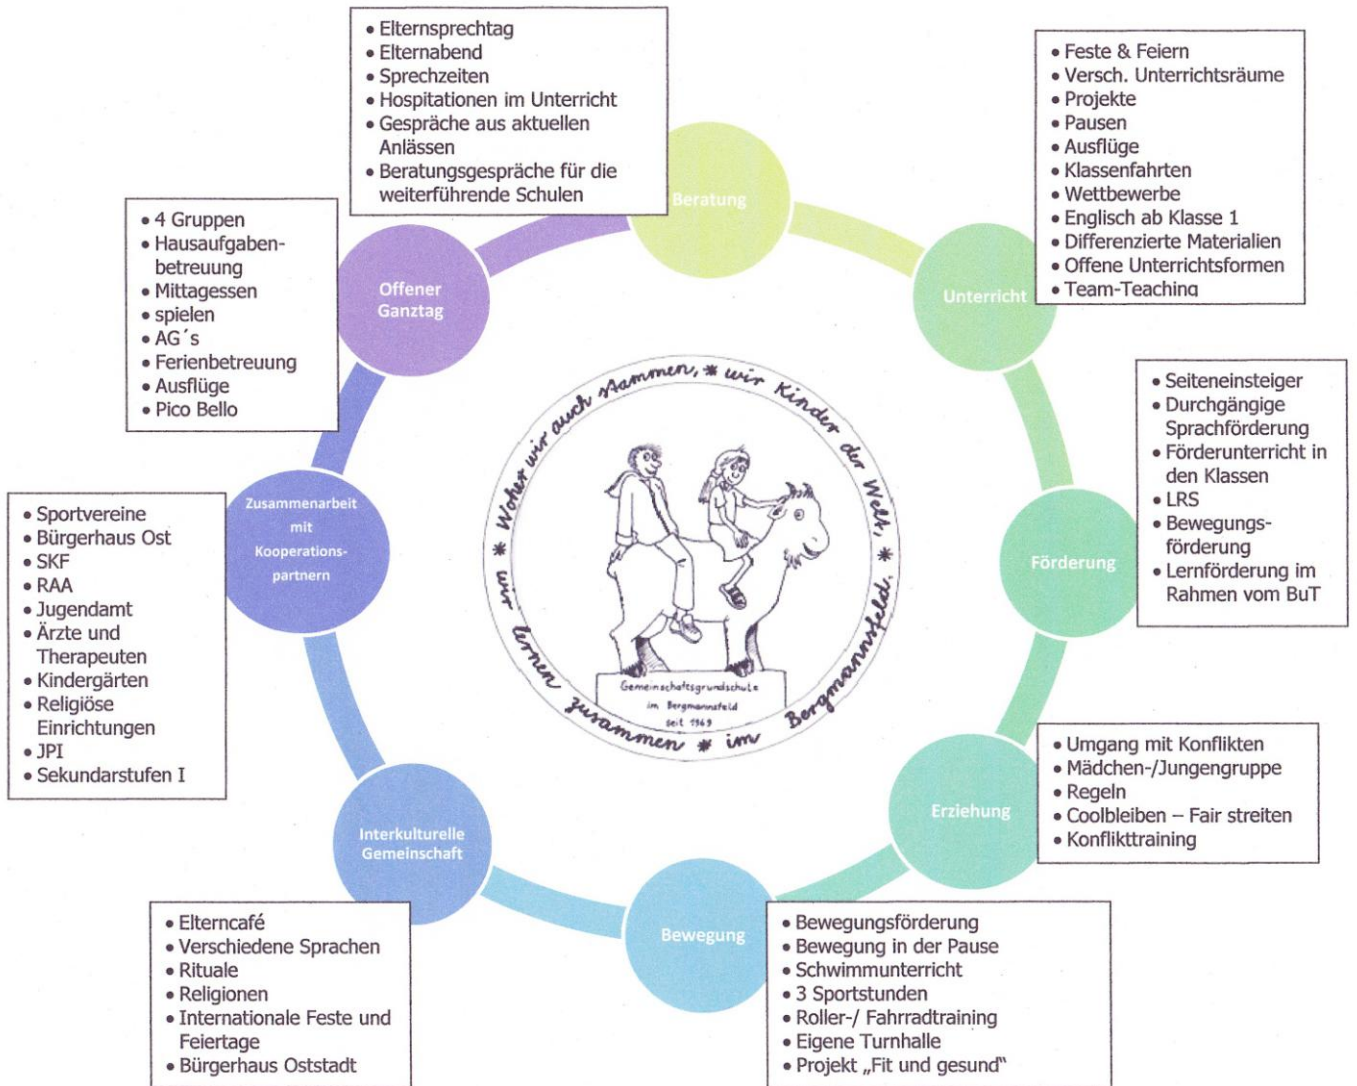 • Elternsprechtag
• Elternabend
• Sprechzeiten
• Hospitationen im Unterricht
• Gespräche aus aktuellen
Anlässen
• Beratungsgespräche für die
weiterführende Schulen
Beratung
• Feste & Feiern
• Versch. Unterrichtsräume
• Projekte
• Pausen
• Ausflüge
• Klassenfahrten
• Wettbewerbe
• Englisch ab Klasse 1
• Differenzierte Materialien
• Offene Unterrichtsformen
• Team-Teaching
Unterricht
• Seiteneinsteiger
• Durchgängige
Sprachförderung
• Förderunterricht in
den Klassen
• LRS
• Bewegungs-
förderung
• Lernförderung im
Rahmen vom BuT
Förderung
• Umgang mit Konflikten
• Mädchen-/Jungengruppe
• Regeln
• Coolbleiben – Fair streiten
• Konflikttraining
Erziehung
• Bewegungsförderung
• Bewegung in der Pause
• Schwimmunterricht
• 3 Sportstunden
• Roller-/ Fahrradtraining
• Eigene Turnhalle
• Projekt „Fit und gesund“
Bewegung
Interkulturelle
Gemeinschaft
• Elterncafé
• Verschiedene Sprachen
• Rituale
• Religionen
• Internationale Feste und
Feiertage
• Bürgerhaus Oststadt
Zusammenarbeit
mit
Kooperations-
partnern
• Sportvereine
• Bürgerhaus Ost
• SKF
• RAA
• Jugendamt
• Ärzte und
Therapeuten
• Kindergärten
• Religiöse
Einrichtungen
• JPI
• Sekundarstufen I
• 4 Gruppen
• Hausaufgaben-
betreuung
• Mittagessen
• spielen
• AG´s
• Ferienbetreuung
• Ausflüge
• Pico Bello
Offener
Ganztag
* Woher wir auch stammen, * wir Kinder der Welt, * wir lernen zusammen * im Bergmannsfeld.
Gemeinschaftsgrundschule
im Bergmannsfeld
seit 1969